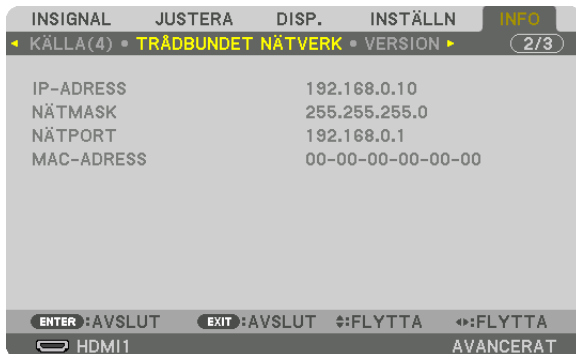 INSIGNAL JUSTERA DISP. INSTÄLLN INFO
◂ KÄLLA(4) • TRÅDBUNDET NÄTVERK • VERSION ▸ 2/3
IP-ADRESS 192.168.0.10
NÄTMASK 255.255.255.0
NÄTPORT 192.168.0.1
MAC-ADRESS 00-00-00-00-00-00
ENTER :AVSLUT EXIT :AVSLUT :FLYTTA :FLYTTA
HDMI1 AVANCERAT